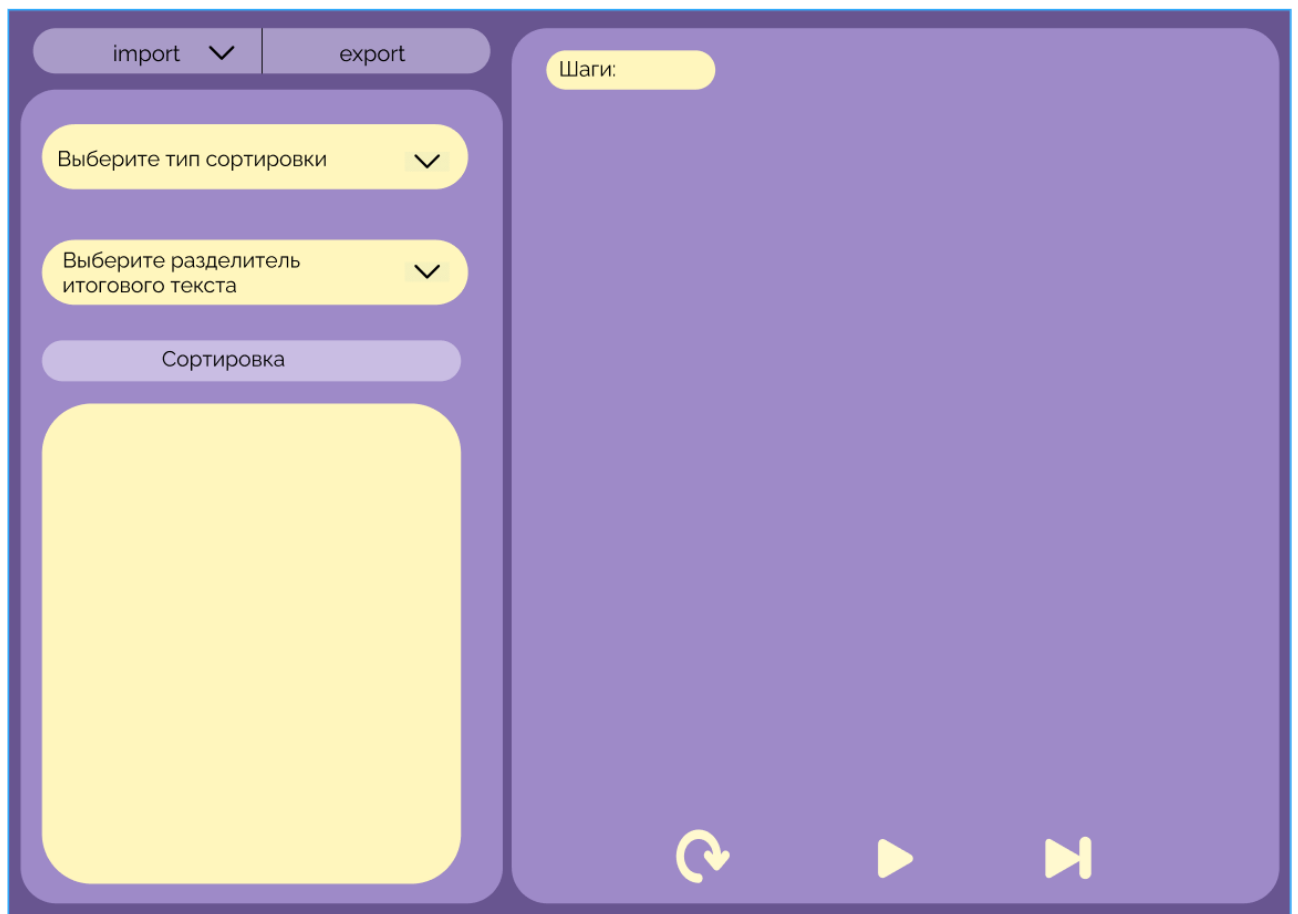 import
export
Шаги:
Выберите тип сортировки
Выберите разделитель
итогового текста
Сортировка